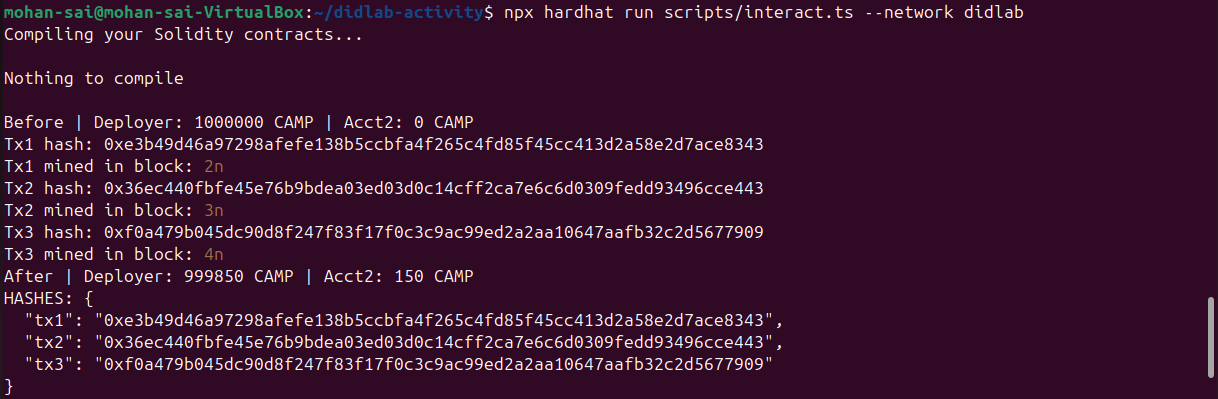 mohan-sai@mohan-sai-VirtualBox:~/didlab-activity$ npx hardhat run scripts/interact.ts --network didlab
Compiling your Solidity contracts...
Nothing to compile
Before | Deployer: 1000000 CAMP | Acct2: 0 CAMP
Tx1 hash: 0xe3b49d46a97298afefe138b5ccbfa4f265c4fd85f45cc413d2a58e2d7ace8343
Tx1 mined in block: 2n
Tx2 hash: 0x36ec440fbfe45e76b9bdea03ed03d0c14cff2ca7e6c6d0309fedd93496cce443
Tx2 mined in block: 3n
Tx3 hash: 0xf0a479b045dc90d8f247f83f17f0c3c9ac99ed2a2aa10647aafb32c2d5677909
Tx3 mined in block: 4n
After | Deployer: 999850 CAMP | Acct2: 150 CAMP
HASHES: {
  "tx1": "0xe3b49d46a97298afefe138b5ccbfa4f265c4fd85f45cc413d2a58e2d7ace8343",
  "tx2": "0x36ec440fbfe45e76b9bdea03ed03d0c14cff2ca7e6c6d0309fedd93496cce443",
  "tx3": "0xf0a479b045dc90d8f247f83f17f0c3c9ac99ed2a2aa10647aafb32c2d5677909"
}